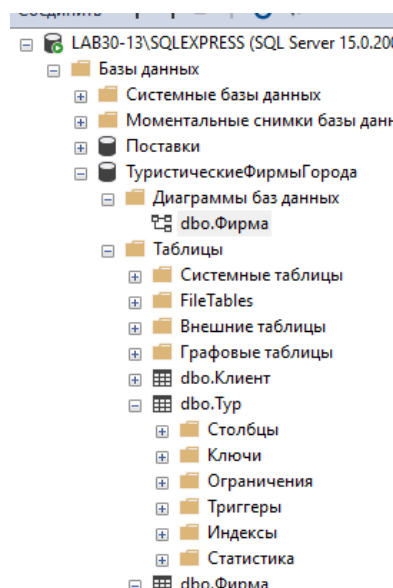 Соединить
LAB30-13\SQLEXPRESS (SQL Server 15.0.200
Базы данных
Системные базы данных
Моментальные снимки базы данн
Поставки
ТуристическиеФирмыГорода
Диаграммы баз данных
dbo.Фирма
Таблицы
Системные таблицы
FileTables
Внешние таблицы
Графовые таблицы
dbo.Клиент
dbo.Тур
Столбцы
Ключи
Ограничения
Триггеры
Индексы
Статистика
dbo.Фирма